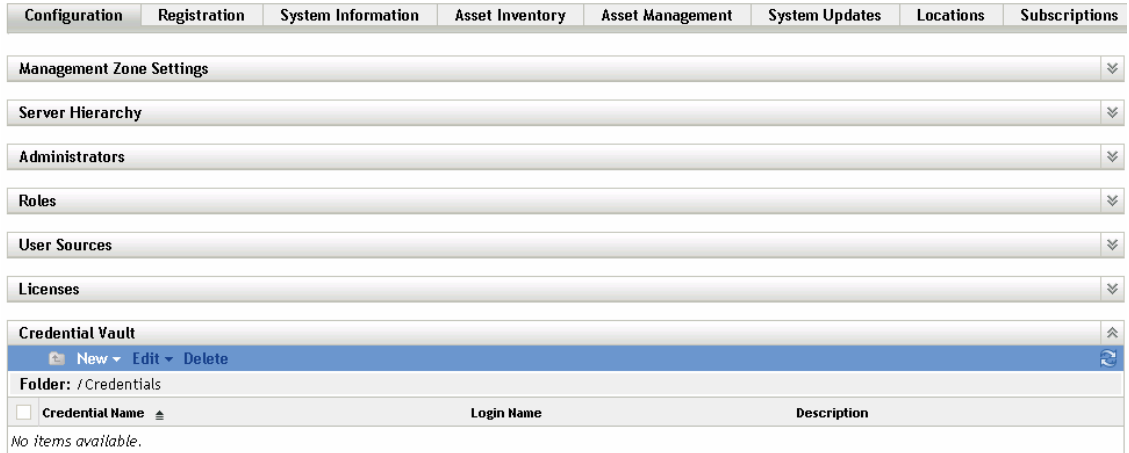 Configuration Registration System Information Asset Inventory Asset Management System Updates Locations Subscriptions
Management Zone Settings
Server Hierarchy
Administrators
Roles
User Sources
Licenses
Credential Vault
New Edit Delete
Folder: / Credentials
Credential Name Login Name Description
No items available.